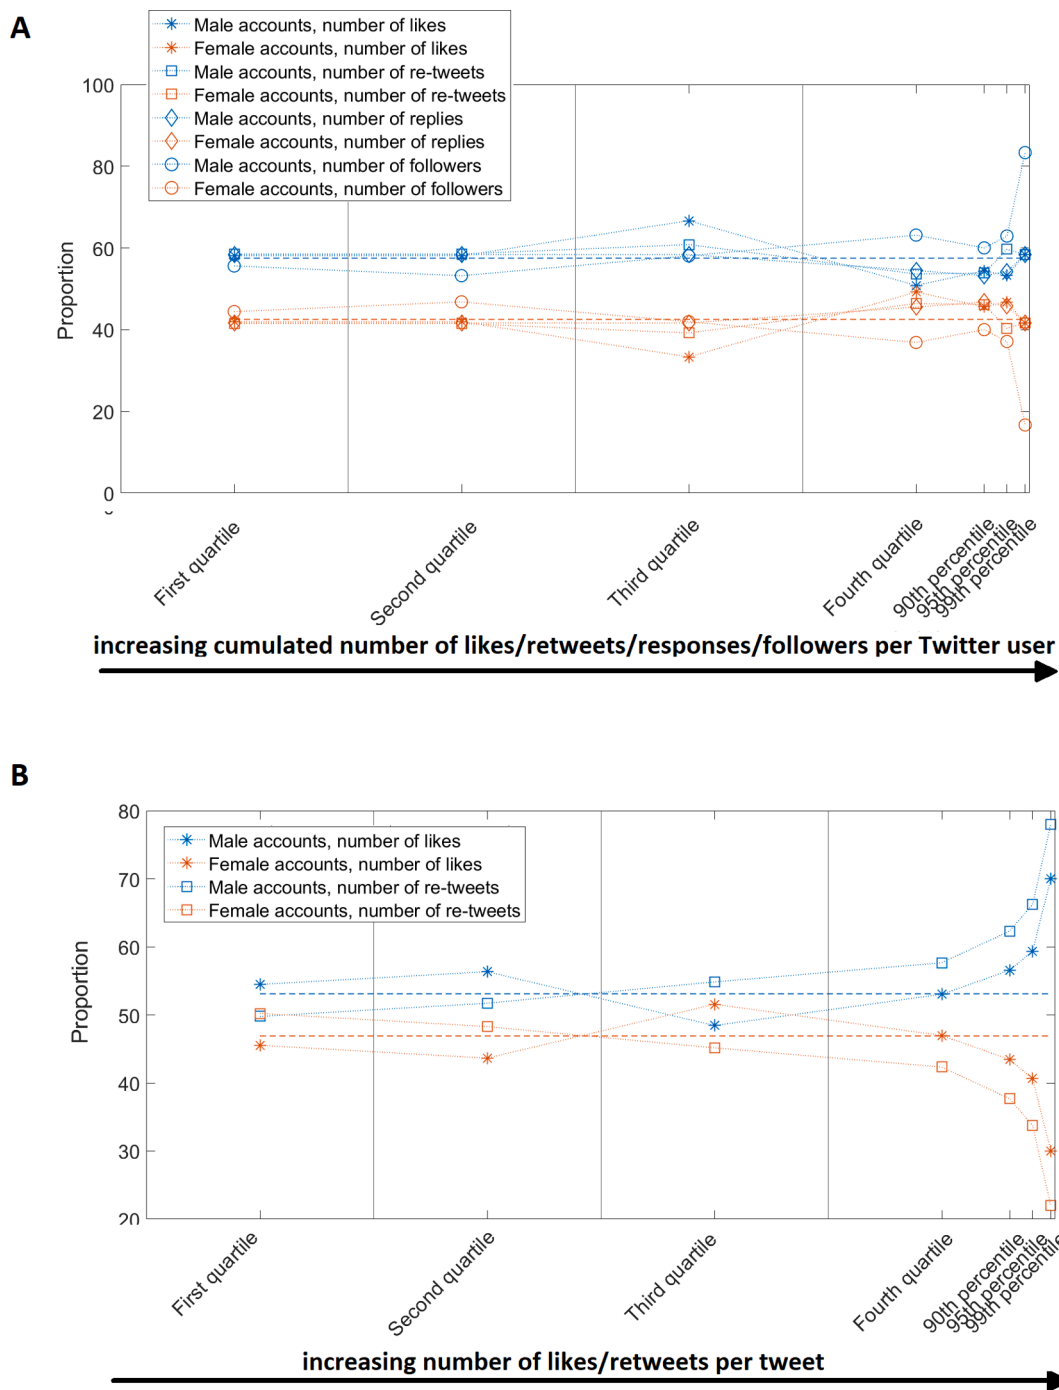 A
Male accounts, number of likes
Female accounts, number of likes
Male accounts, number of re-tweets
Female accounts, number of re-tweets
Male accounts, number of replies
Female accounts, number of replies
Male accounts, number of followers
Female accounts, number of followers
100
80
60
40
20
0
Proportion
First quartile
Second quartile
Third quartile
Fourth quartile
90th percentile
95th percentile
99th percentile
increasing cumulated number of likes/retweets/responses/followers per Twitter user
B
Male accounts, number of likes
Female accounts, number of likes
Male accounts, number of re-tweets
Female accounts, number of re-tweets
80
70
60
50
40
30
20
Proportion
First quartile
Second quartile
Third quartile
Fourth quartile
90th percentile
95th percentile
99th percentile
increasing number of likes/retweets per tweet